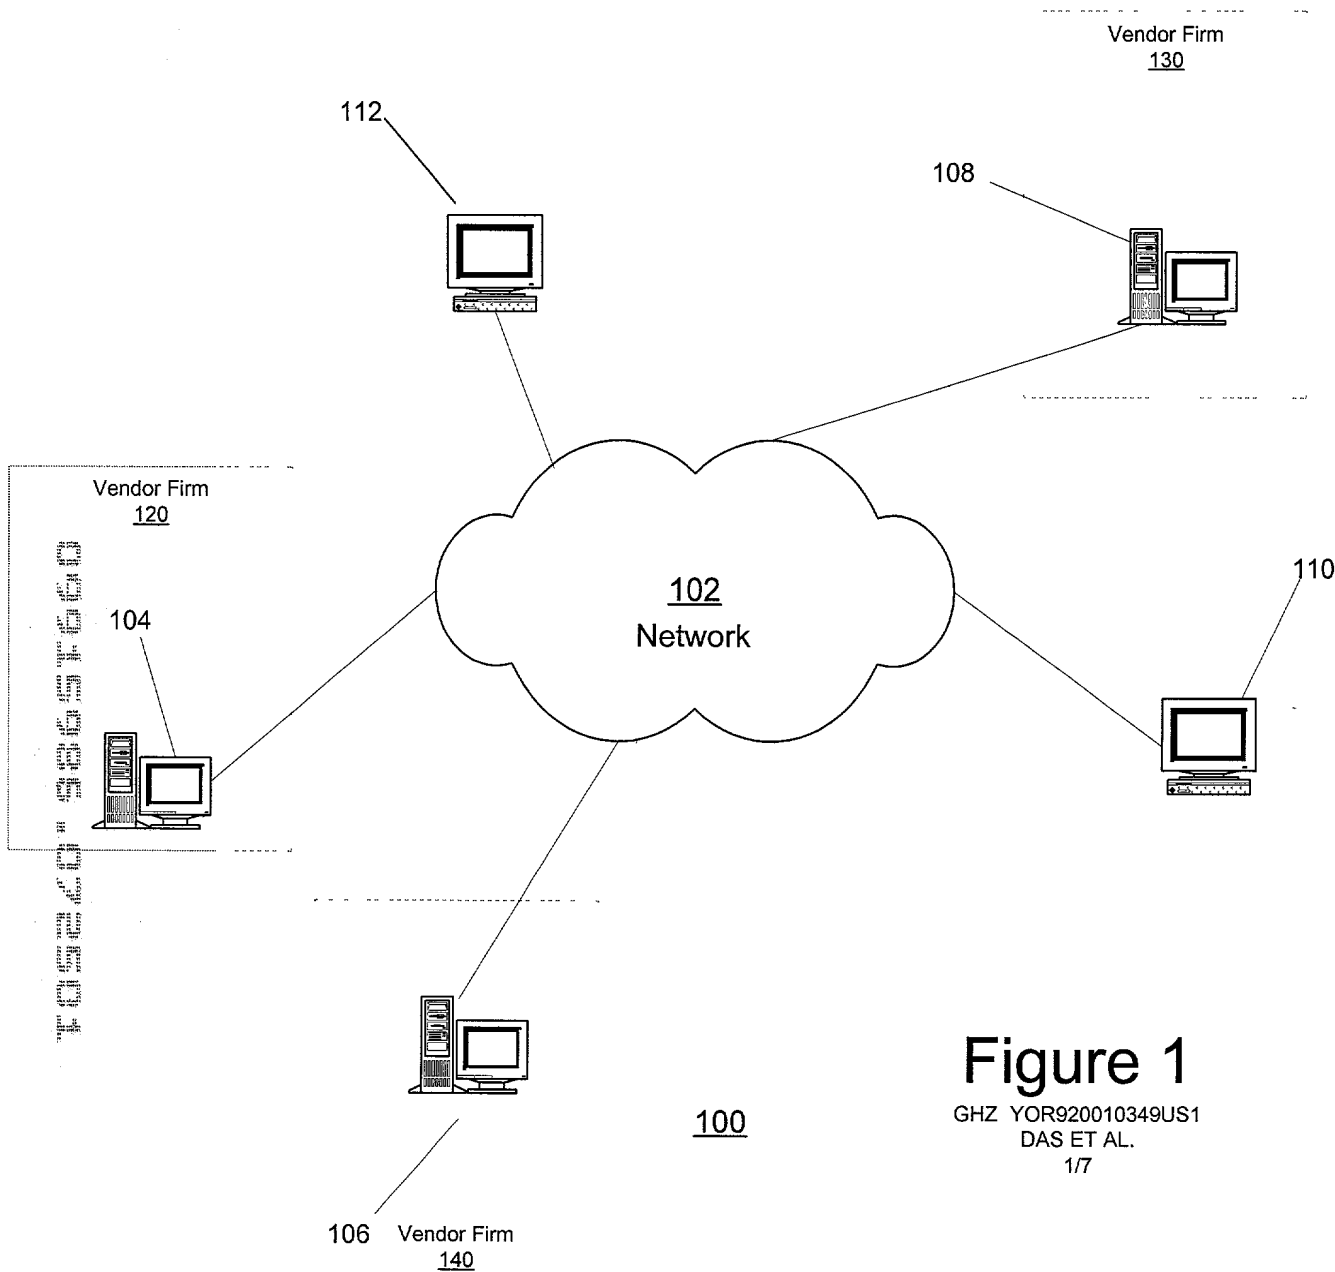 Vendor Firm
130
112
108
Vendor Firm
120
110
102
Network
104
Figure 1
GHZ YOR920010349US1
DAS ET AL.
1/7
100
106
Vendor Firm
140